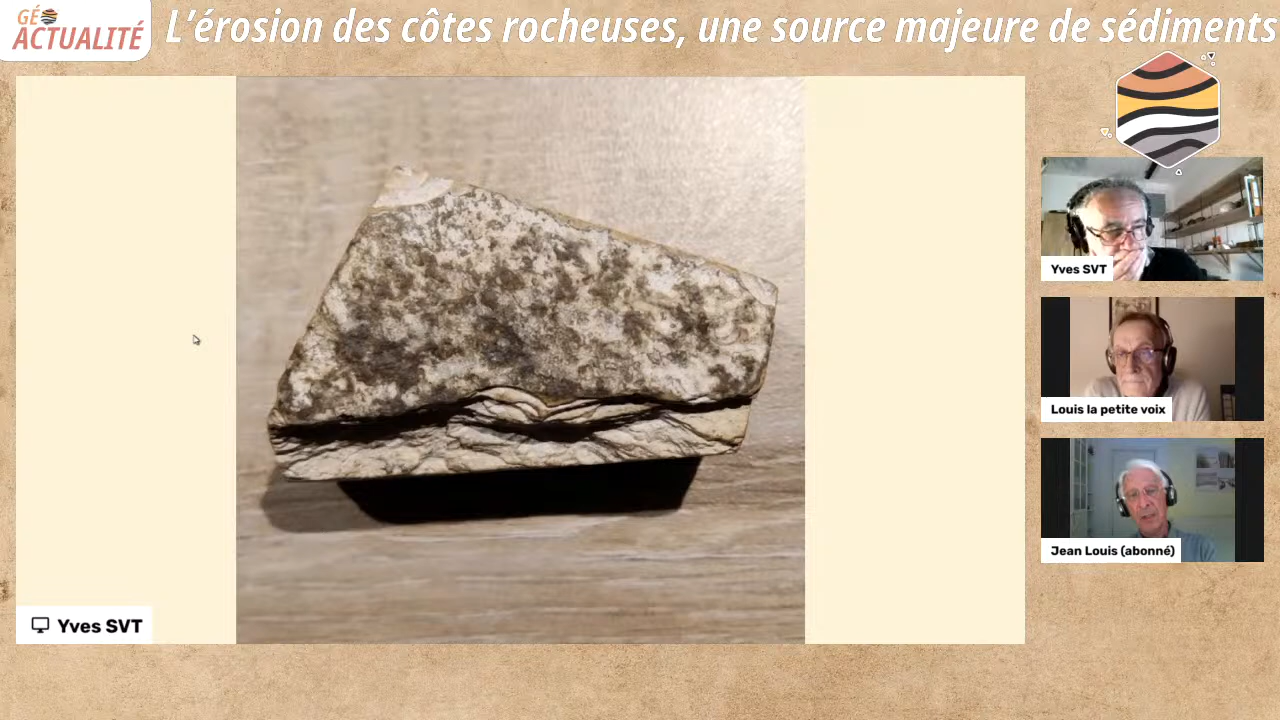 GÉ
ACTUALITÉ
L'érosion des côtes rocheuses, une source majeure de sédiments
Yves SVT
Louis la petite voix
Jean Louis (abonné)
Yves SVT